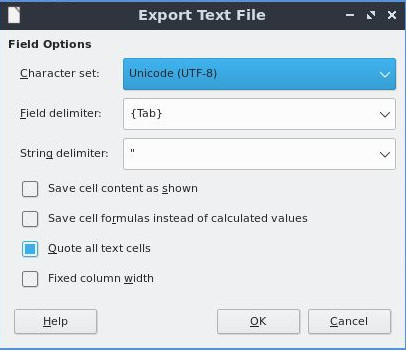 Export Text File
Field Options
Character set: Unicode (UTF-8)
Field delimiter: {Tab}
String delimiter: "
Save cell content as shown
Save cell formulas instead of calculated values
Quote all text cells
Fixed column width
Help OK Cancel